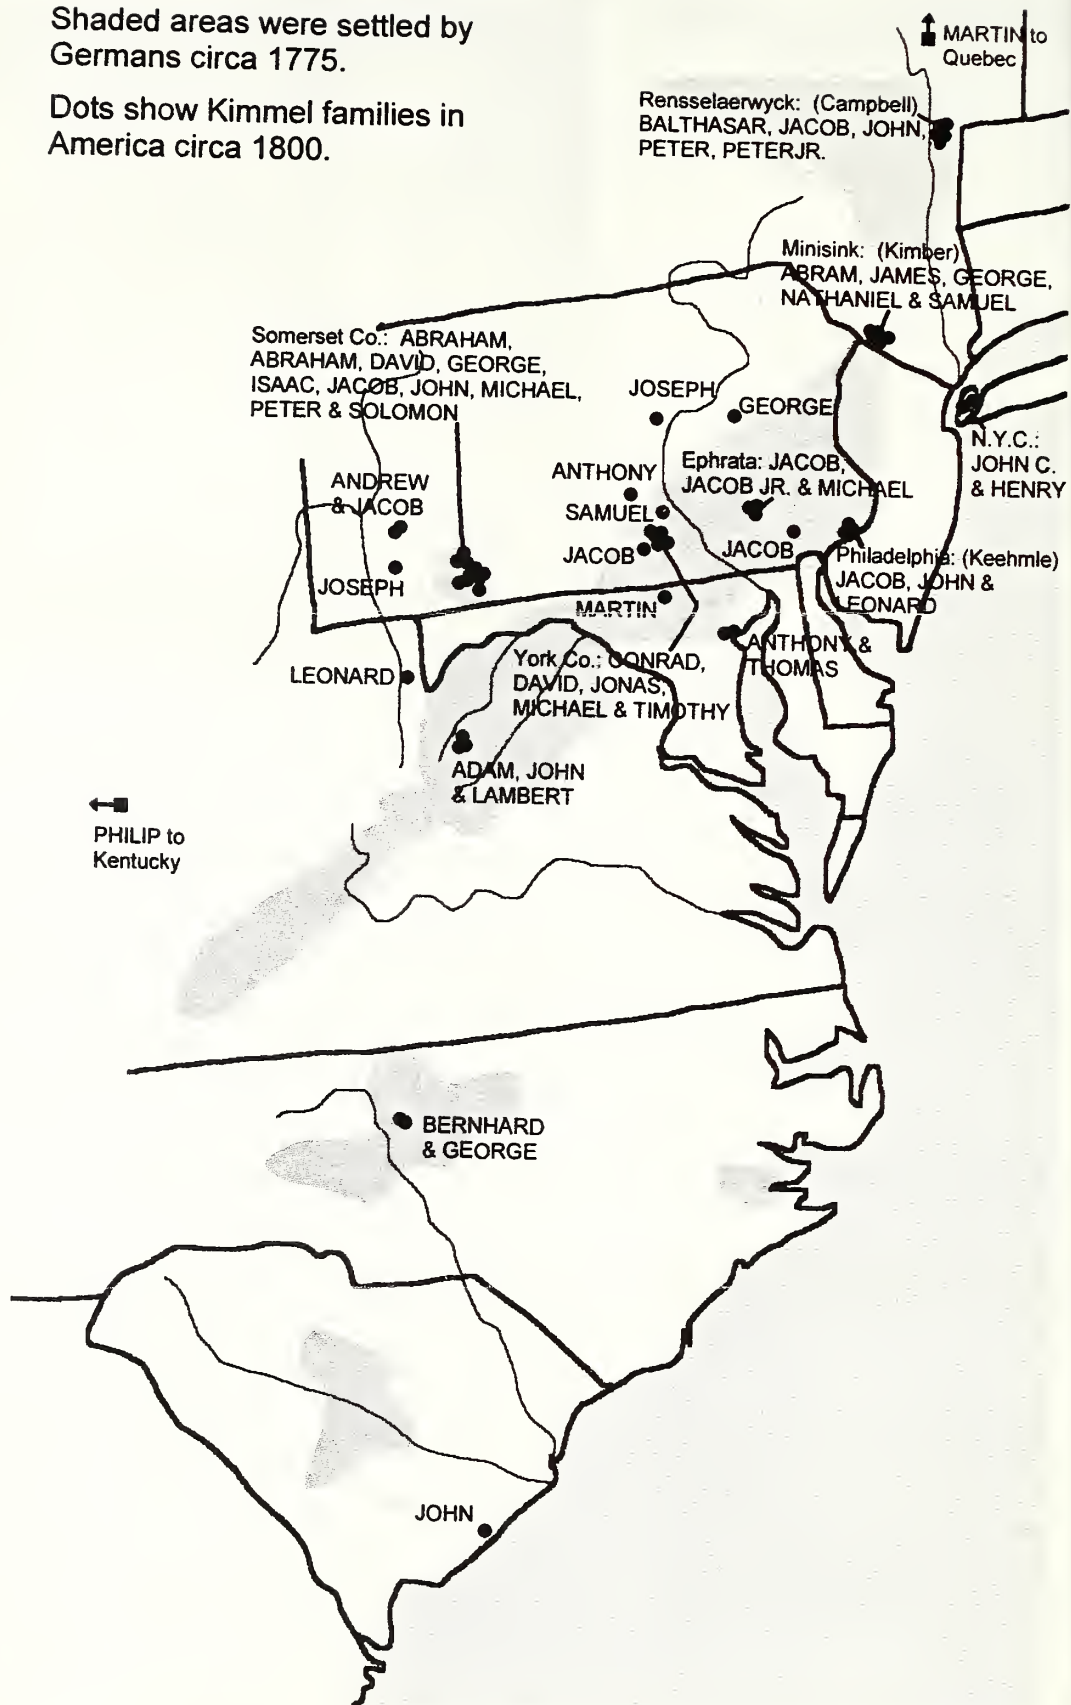 Shaded areas were settled by
Germans circa 1775.
Dots show Kimmel families in
America circa 1800.
MARTIN to
Quebec
Rensselaerwyck: (Campbell)
BALTHASAR, JACOB, JOHN,
PETER, PETERJR.
Minisink: (Kimber)
ABRAM, JAMES, GEORGE,
NATHANIEL & SAMUEL
Somerset Co.: ABRAHAM,
ABRAHAM, DAVID, GEORGE,
ISAAC, JACOB, JOHN, MICHAEL,
PETER & SOLOMON
JOSEPH
GEORGE
N.Y.C.:
JOHN C.
& HENRY
ANDREW
& JACOB
ANTHONY
Ephrata: JACOB,
JACOB JR. & MICHAEL
SAMUEL
JACOB
JACOB
Philadelphia: (Keehmle)
JACOB, JOHN &
LEONARD
JOSEPH
MARTIN
ANTHONY &
THOMAS
LEONARD
York Co.: CONRAD,
DAVID, JONAS,
MICHAEL & TIMOTHY
ADAM, JOHN
& LAMBERT
PHILIP to
Kentucky
BERNHARD
& GEORGE
JOHN